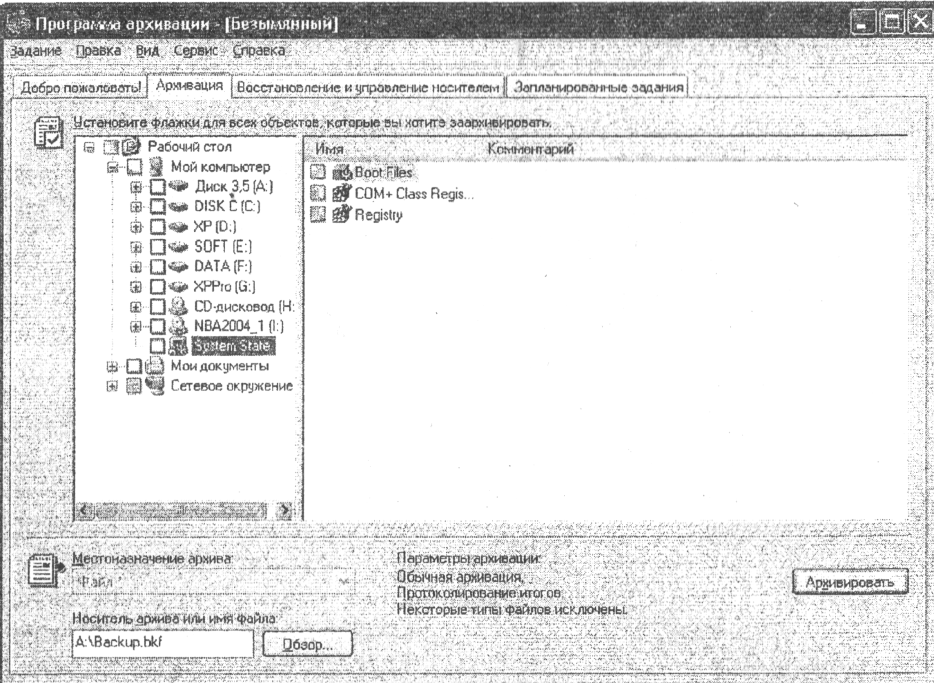 Программа архивации - [Безымянный]
Задание Правка Вид Сервис Справка
Добро пожаловать! Архивация Восстановление и управление носителем Запланированные задания
Установите флажки для всех объектов, которые вы хотите заархивировать.
Рабочий стол
Мой компьютер
Диск 3,5 (A:)
DISK C (C:)
XP (D:)
SOFT (E:)
DATA (F:)
XPPro (G:)
CD-дисковод (H:
NBA2004_1 (I:)
System State
Мои документы
Сетевое окружение
Имя Комментарий
Boot Files
COM+ Class Regis...
Registry
Местоназначение архива:
Файл
Носитель архива или имя файла:
A:\Backup.bkf Обзор...
Параметры архивации:
Обычная архивация,
Протоколирование итогов.
Некоторые типы файлов исключены.
Архивировать